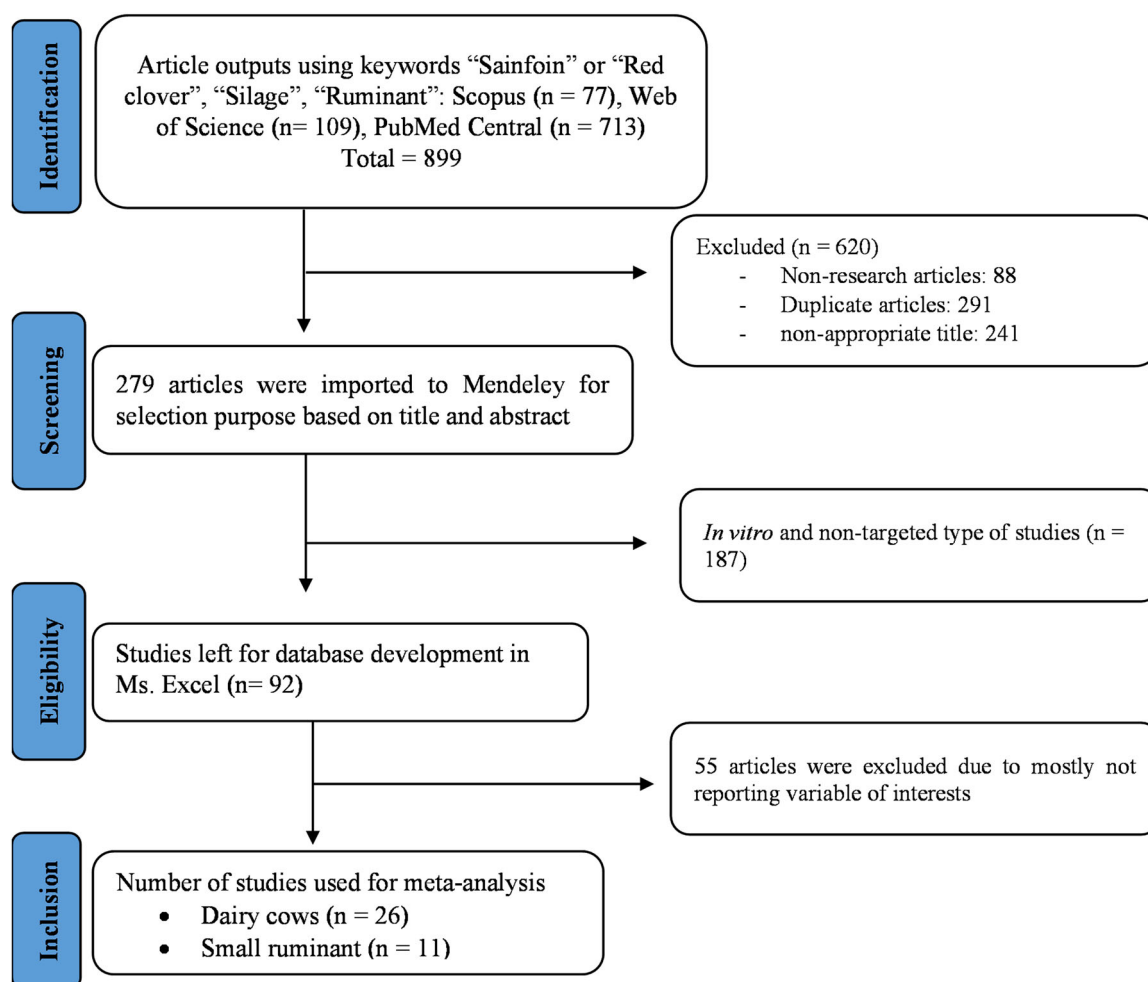 Identification
Article outputs using keywords “Sainfoin” or “Red
clover”, “Silage”, “Ruminant”: Scopus (n = 77), Web
of Science (n= 109), PubMed Central (n = 713)
Total = 899
Excluded (n = 620)
- Non-research articles: 88
- Duplicate articles: 291
- non-appropriate title: 241
Screening
279 articles were imported to Mendeley for
selection purpose based on title and abstract
In vitro and non-targeted type of studies (n =
187)
Eligibility
Studies left for database development in
Ms. Excel (n= 92)
55 articles were excluded due to mostly not
reporting variable of interests
Inclusion
Number of studies used for meta-analysis
• Dairy cows (n = 26)
• Small ruminant (n = 11)